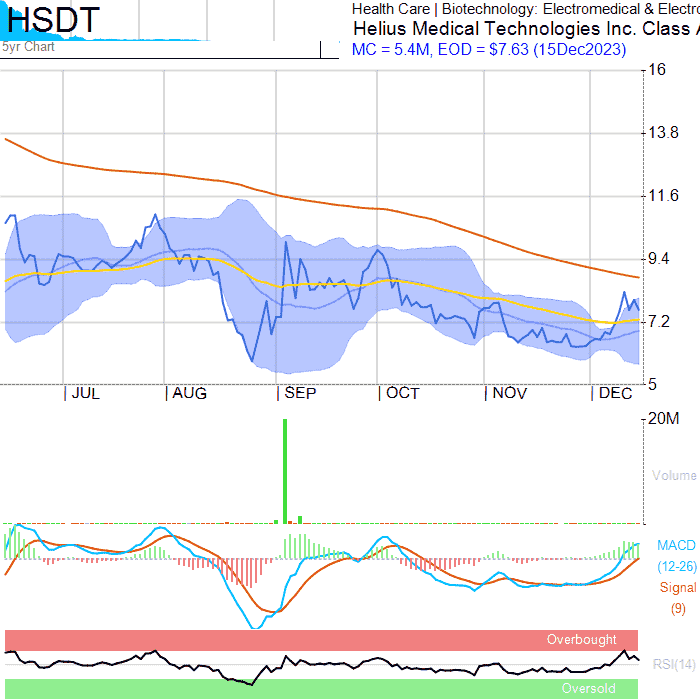 HSDT
5yr Chart
Health Care | Biotechnology: Electromedical & Electro
Helius Medical Technologies Inc. Class A
MC = 5.4M, EOD = $7.63 (15Dec2023)
16
13.8
11.6
9.4
7.2
5
JUL AUG SEP OCT NOV DEC
20M
Volume
MACD
(12-26)
Signal
(9)
Overbought
RSI(14)
Oversold